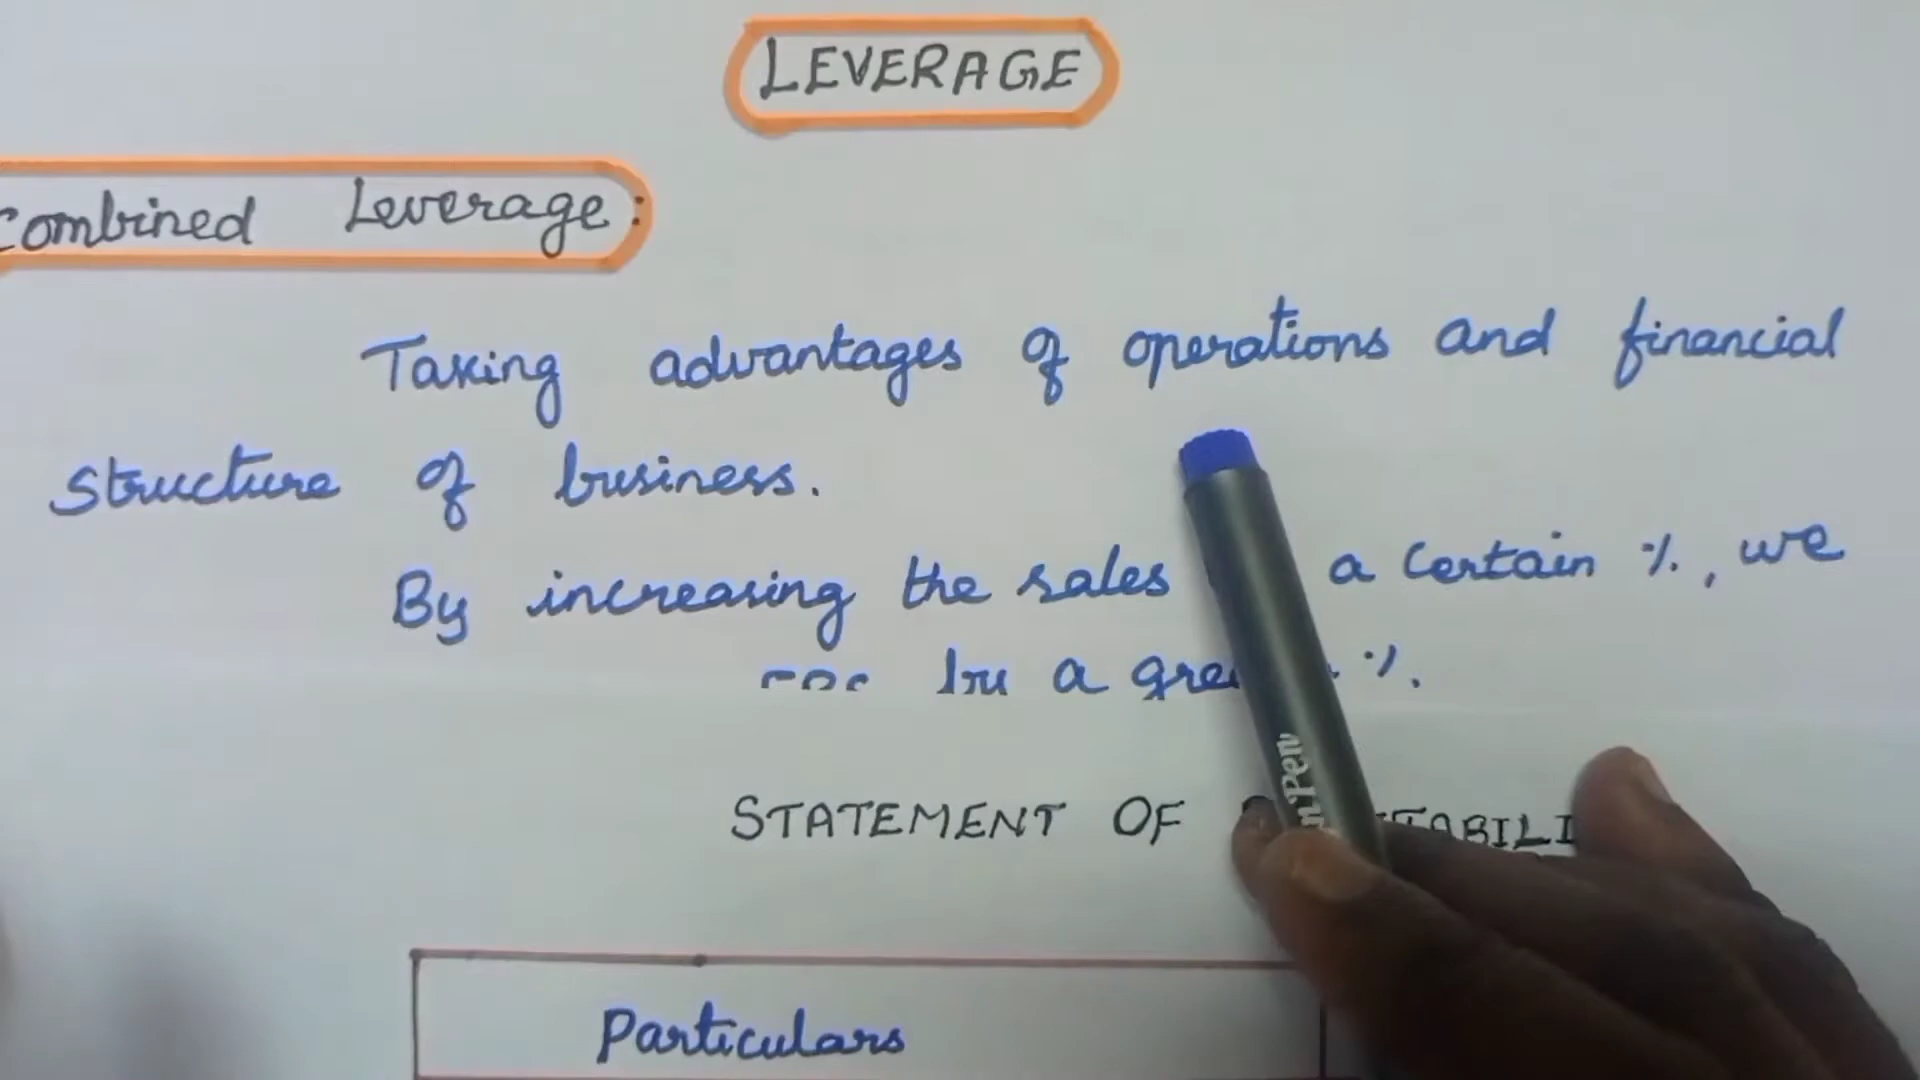 LEVERAGE
Combined Leverage:
Taking advantages of operations and financial
structure of business.
By increasing the sales a certain %, we
by a %.
STATEMENT OF
Particulars